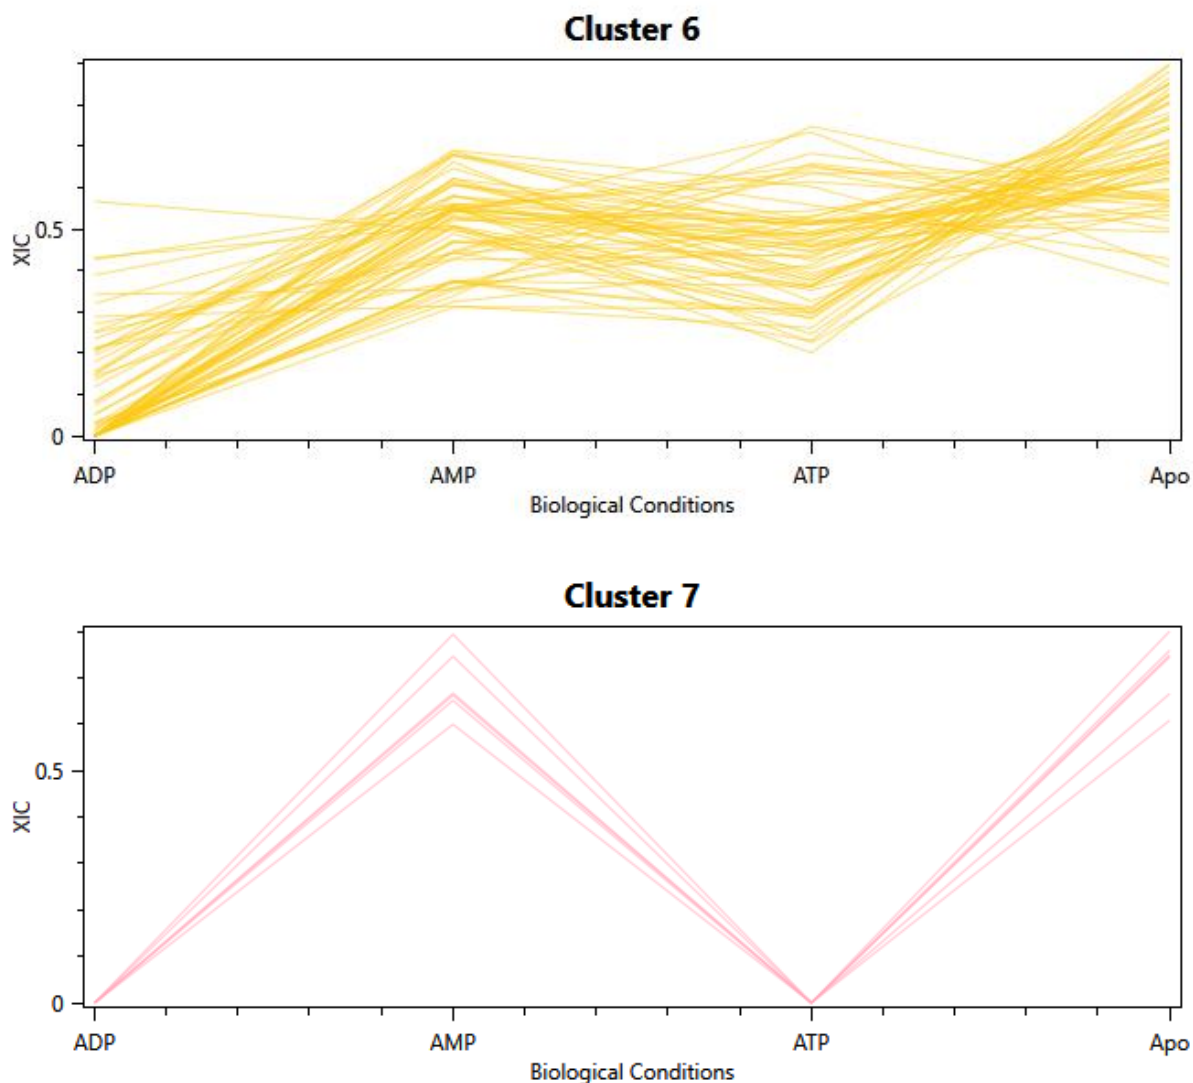 Cluster 6
XIC
0.5
0
ADP AMP ATP Apo
Biological Conditions
Cluster 7
XIC
0.5
0
ADP AMP ATP Apo
Biological Conditions